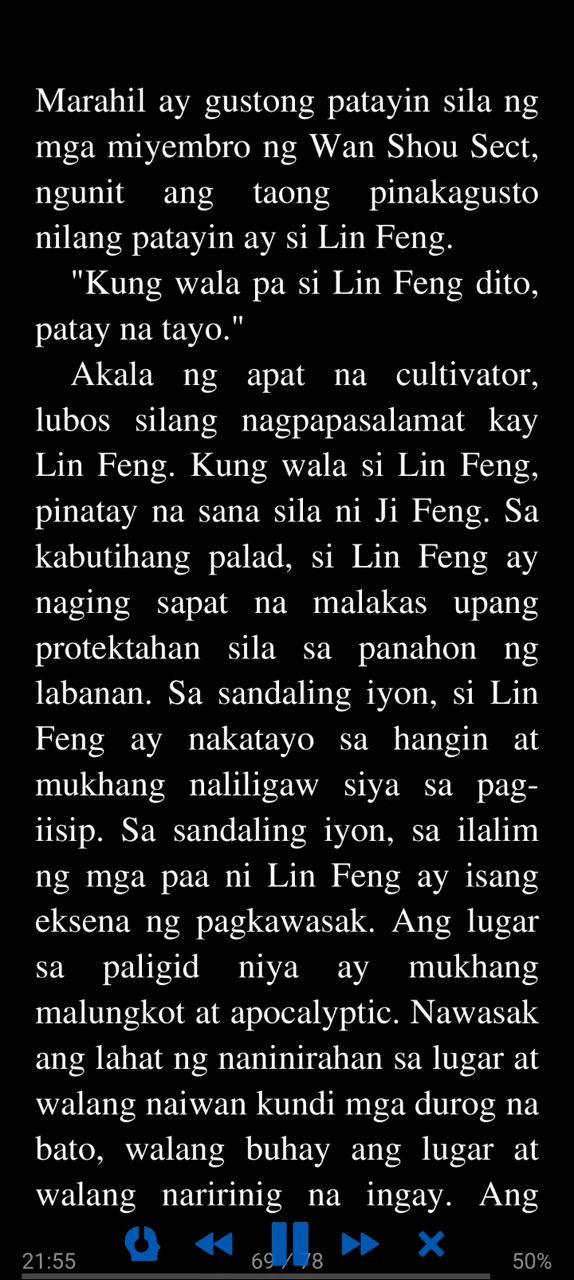 Marahil ay gustong patayin sila ng
mga miyembro ng Wan Shou Sect,
ngunit ang taong pinakagusto
nilang patayin ay si Lin Feng.
"Kung wala pa si Lin Feng dito,
patay na tayo."
Akala ng apat na cultivator,
lubos silang nagpapasalamat kay
Lin Feng. Kung wala si Lin Feng,
pinatay na sana sila ni Ji Feng. Sa
kabutihang palad, si Lin Feng ay
naging sapat na malakas upang
protektahan sila sa panahon ng
labanan. Sa sandaling iyon, si Lin
Feng ay nakatayo sa hangin at
mukhang naliligaw siya sa pag-
iisip. Sa sandaling iyon, sa ilalim
ng mga paa ni Lin Feng ay isang
eksena ng pagkawasak. Ang lugar
sa paligid niya ay mukhang
malungkot at apocalyptic. Nawasak
ang lahat ng naninirahan sa lugar at
walang naiwan kundi mga durog na
bato, walang buhay ang lugar at
walang naririnig na ingay. Ang
21:55 69 / 78 50%